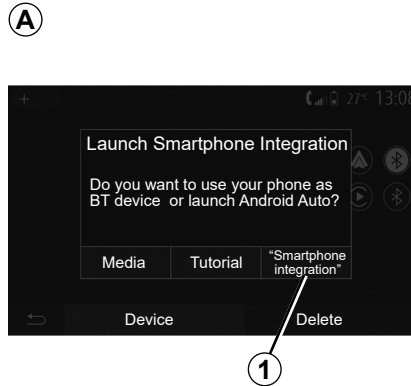 A
+ 27°C 13:08
Launch Smartphone Integration
Do you want to use your phone as
BT device or launch Android Auto?
Media Tutorial "Smartphone
integration"
Device Delete
1